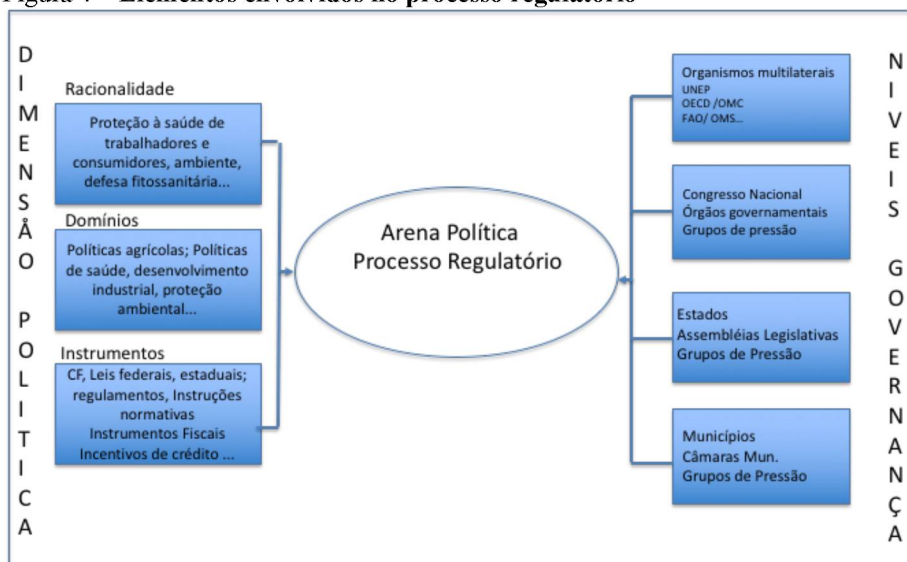 DIMENSÅO POLITICA
Racionalidade
Proteção à saúde de
trabalhadores e
consumidores, ambiente,
defesa fitossanitária...
Domínios
Políticas agrícolas; Políticas
de saúde, desenvolvimento
industrial, proteção
ambiental...
Instrumentos
CF, Leis federais, estaduais;
regulamentos, Instruções
normativas
Instrumentos Fiscais
Incentivos de crédito ...
Arena Política
Processo Regulatório
Organismos multilaterais
UNEP
OECD /OMC
FAO/ OMS...
Congresso Nacional
Órgãos governamentais
Grupos de pressão
Estados
Assembléias Legislativas
Grupos de Pressão
Municípios
Câmaras Mun.
Grupos de Pressão
NIVEIS GOVERNANÇA